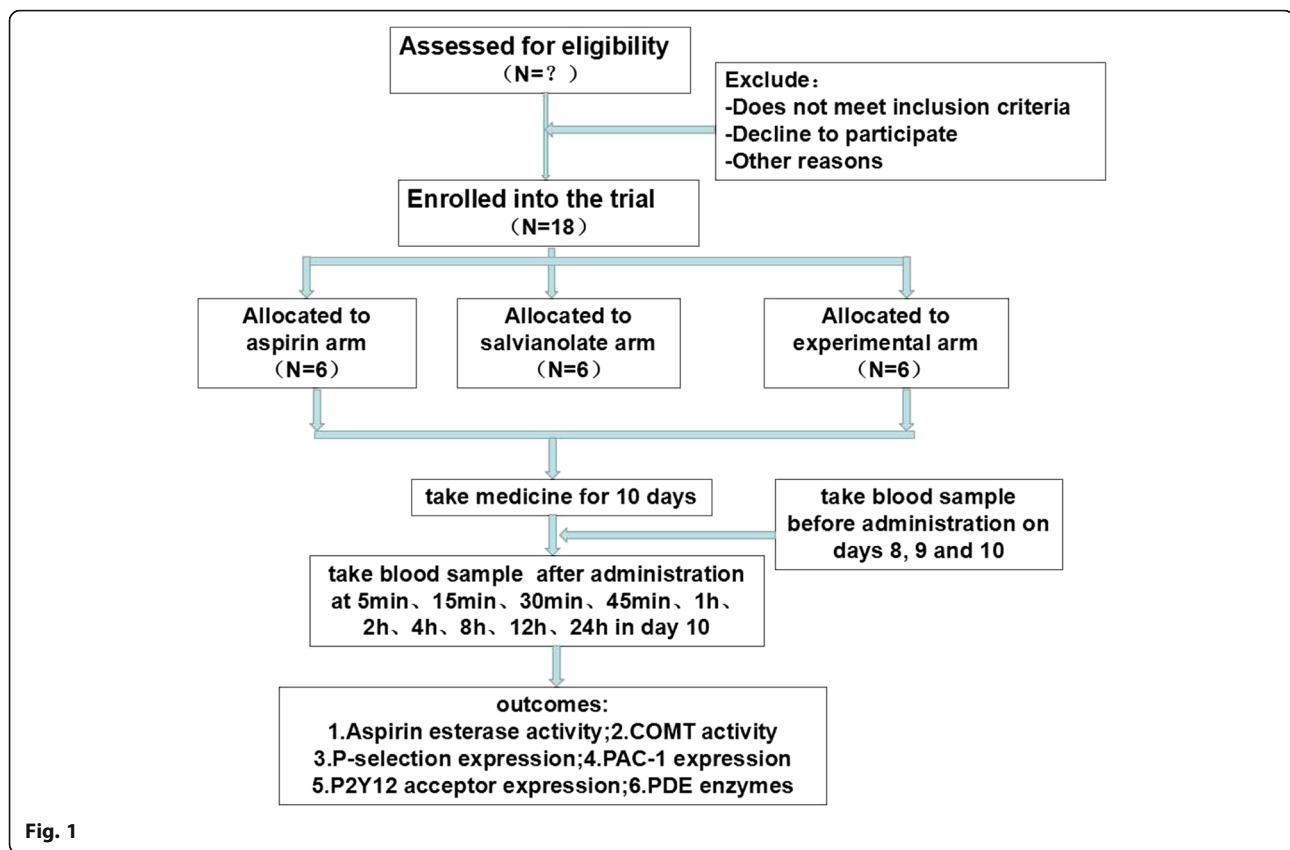 Assessed for eligibility
（N=？）
Exclude：
-Does not meet inclusion criteria
-Decline to participate
-Other reasons
Enrolled into the trial
（N=18）
Allocated to
aspirin arm
（N=6）
Allocated to
salvianolate arm
（N=6）
Allocated to
experimental arm
（N=6）
take medicine for 10 days
take blood sample
before administration on
days 8, 9 and 10
take blood sample after administration
at 5min、15min、30min、45min、1h、
2h、4h、8h、12h、24h in day 10
outcomes:
1.Aspirin esterase activity;2.COMT activity
3.P-selection expression;4.PAC-1 expression
5.P2Y12 acceptor expression;6.PDE enzymes
Fig. 1